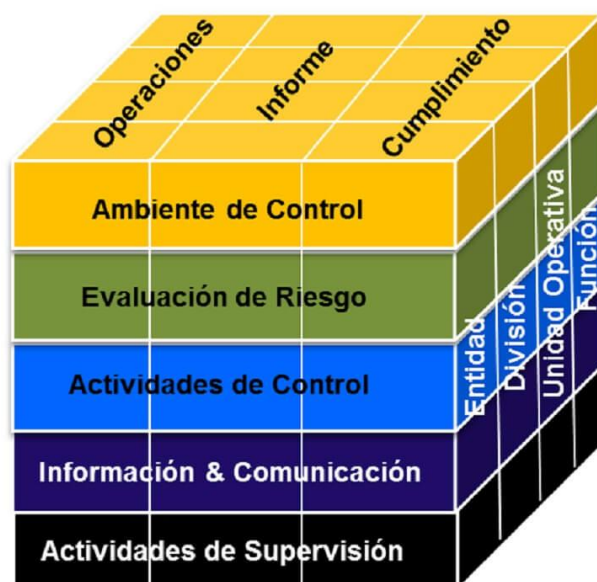 Operaciones
Informe
Cumplimiento
Ambiente de Control
Evaluación de Riesgo
Actividades de Control
Información & Comunicación
Actividades de Supervisión
Entidad
División
Unidad Operativa
Función